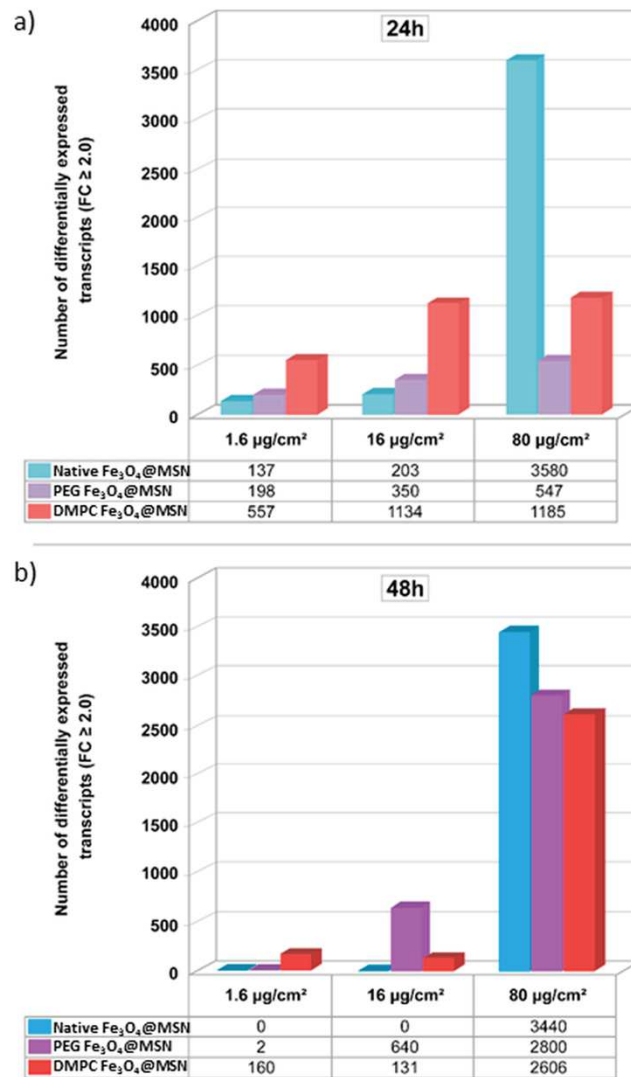 a)
24h
Number of differentially expressed
transcripts (FC ≥ 2.0)
4000
3500
3000
2500
2000
1500
1000
500
0
1.6 µg/cm² 16 µg/cm² 80 µg/cm²
Native Fe₃O₄@MSN 137 203 3580
PEG Fe₃O₄@MSN 198 350 547
DMPC Fe₃O₄@MSN 557 1134 1185
b)
48h
Number of differentially expressed
transcripts (FC ≥ 2.0)
4000
3500
3000
2500
2000
1500
1000
500
0
1.6 µg/cm² 16 µg/cm² 80 µg/cm²
Native Fe₃O₄@MSN 0 0 3440
PEG Fe₃O₄@MSN 2 640 2800
DMPC Fe₃O₄@MSN 160 131 2606